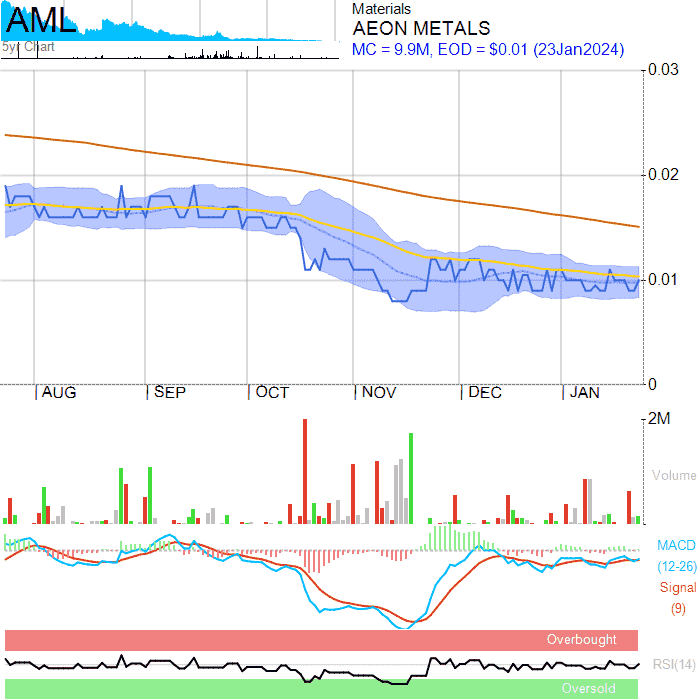 AML
5yr Chart
Materials
AEON METALS
MC = 9.9M, EOD = $0.01 (23Jan2024)
0.03
0.02
0.01
0
AUG SEP OCT NOV DEC JAN
2M
Volume
MACD
(12-26)
Signal
(9)
Overbought
RSI(14)
Oversold